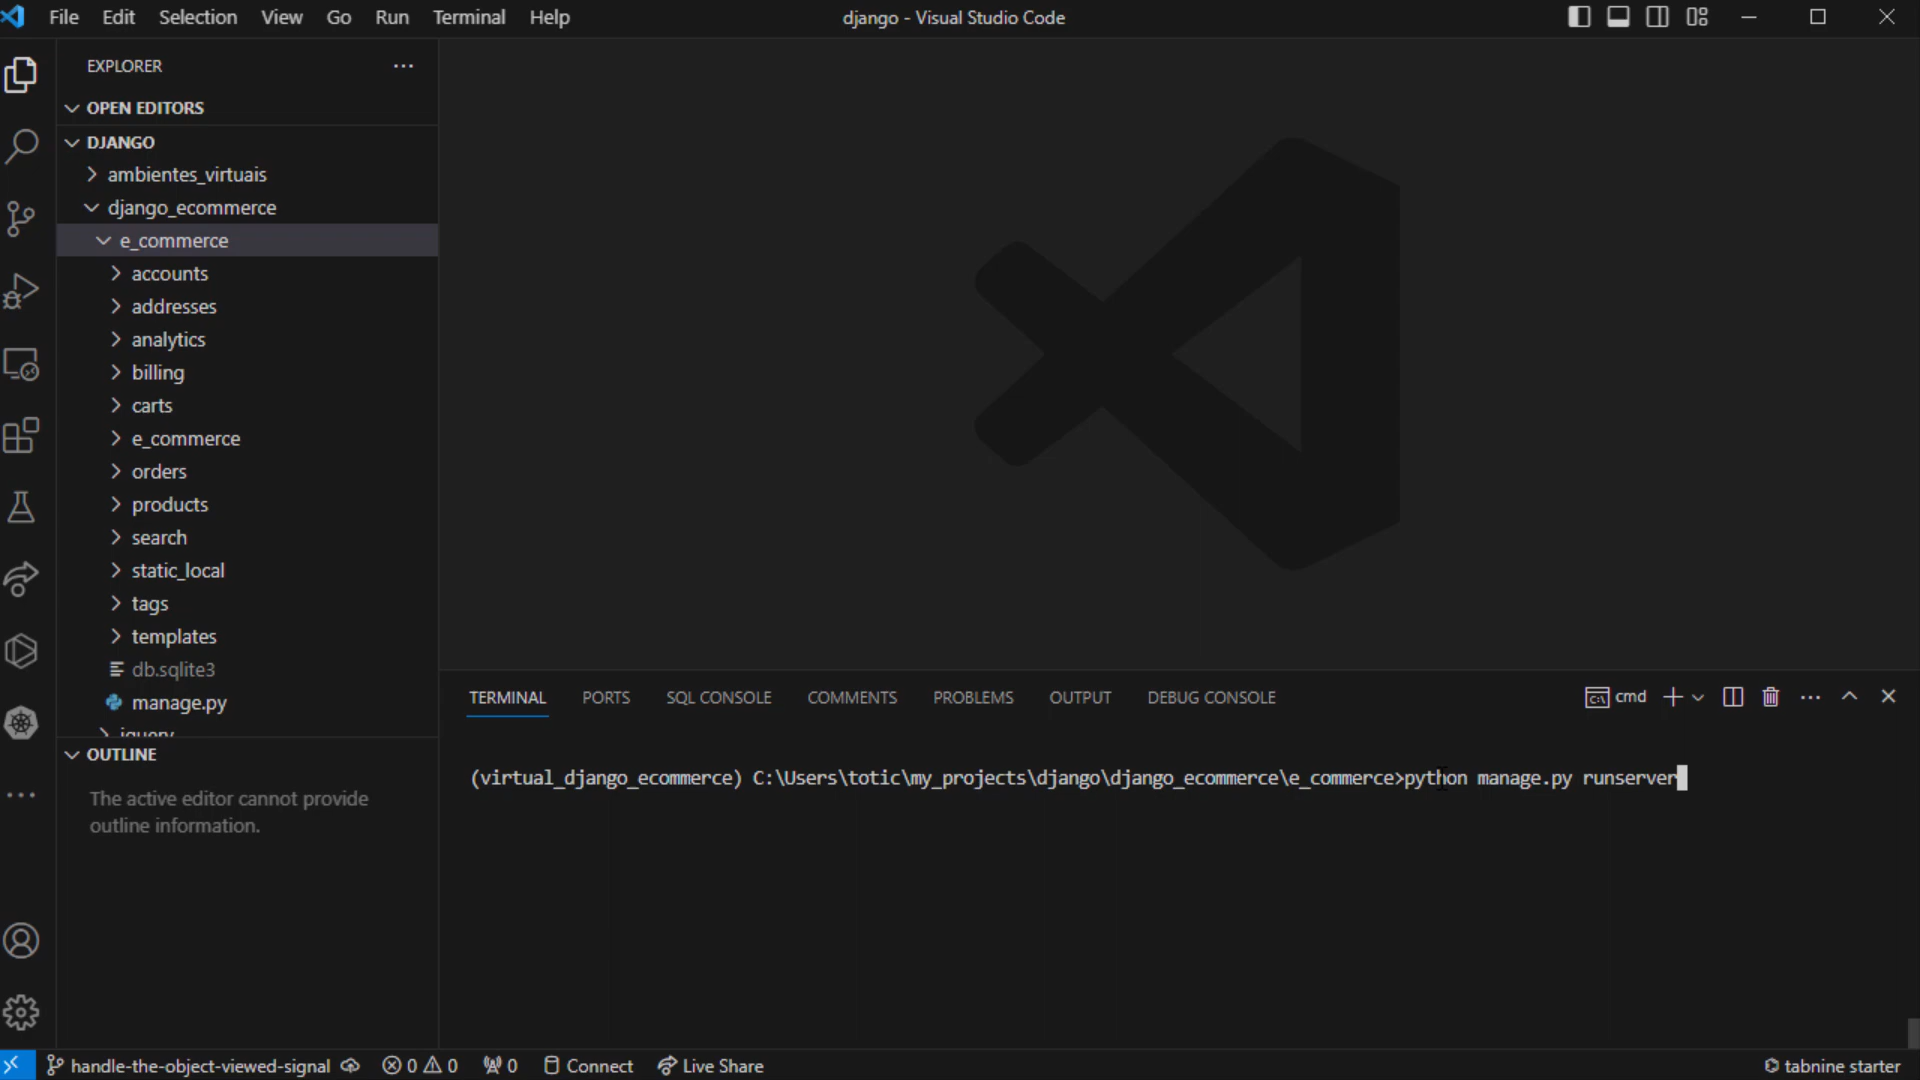 File Edit Selection View Go Run Terminal Help
django - Visual Studio Code
EXPLORER
OPEN EDITORS
DJANGO
ambientes_virtuais
django_ecommerce
e_commerce
accounts
addresses
analytics
billing
carts
e_commerce
orders
products
search
static_local
tags
templates
db.sqlite3
manage.py
jquery
OUTLINE
The active editor cannot provide
outline information.
TERMINAL PORTS SQL CONSOLE COMMENTS PROBLEMS OUTPUT DEBUG CONSOLE
cmd
(virtual_django_ecommerce) C:\Users\totic\my_projects\django\django_ecommerce\e_commerce>python manage.py runserver
handle-the-object-viewed-signal 0 0 0 Connect Live Share
tabnine starter